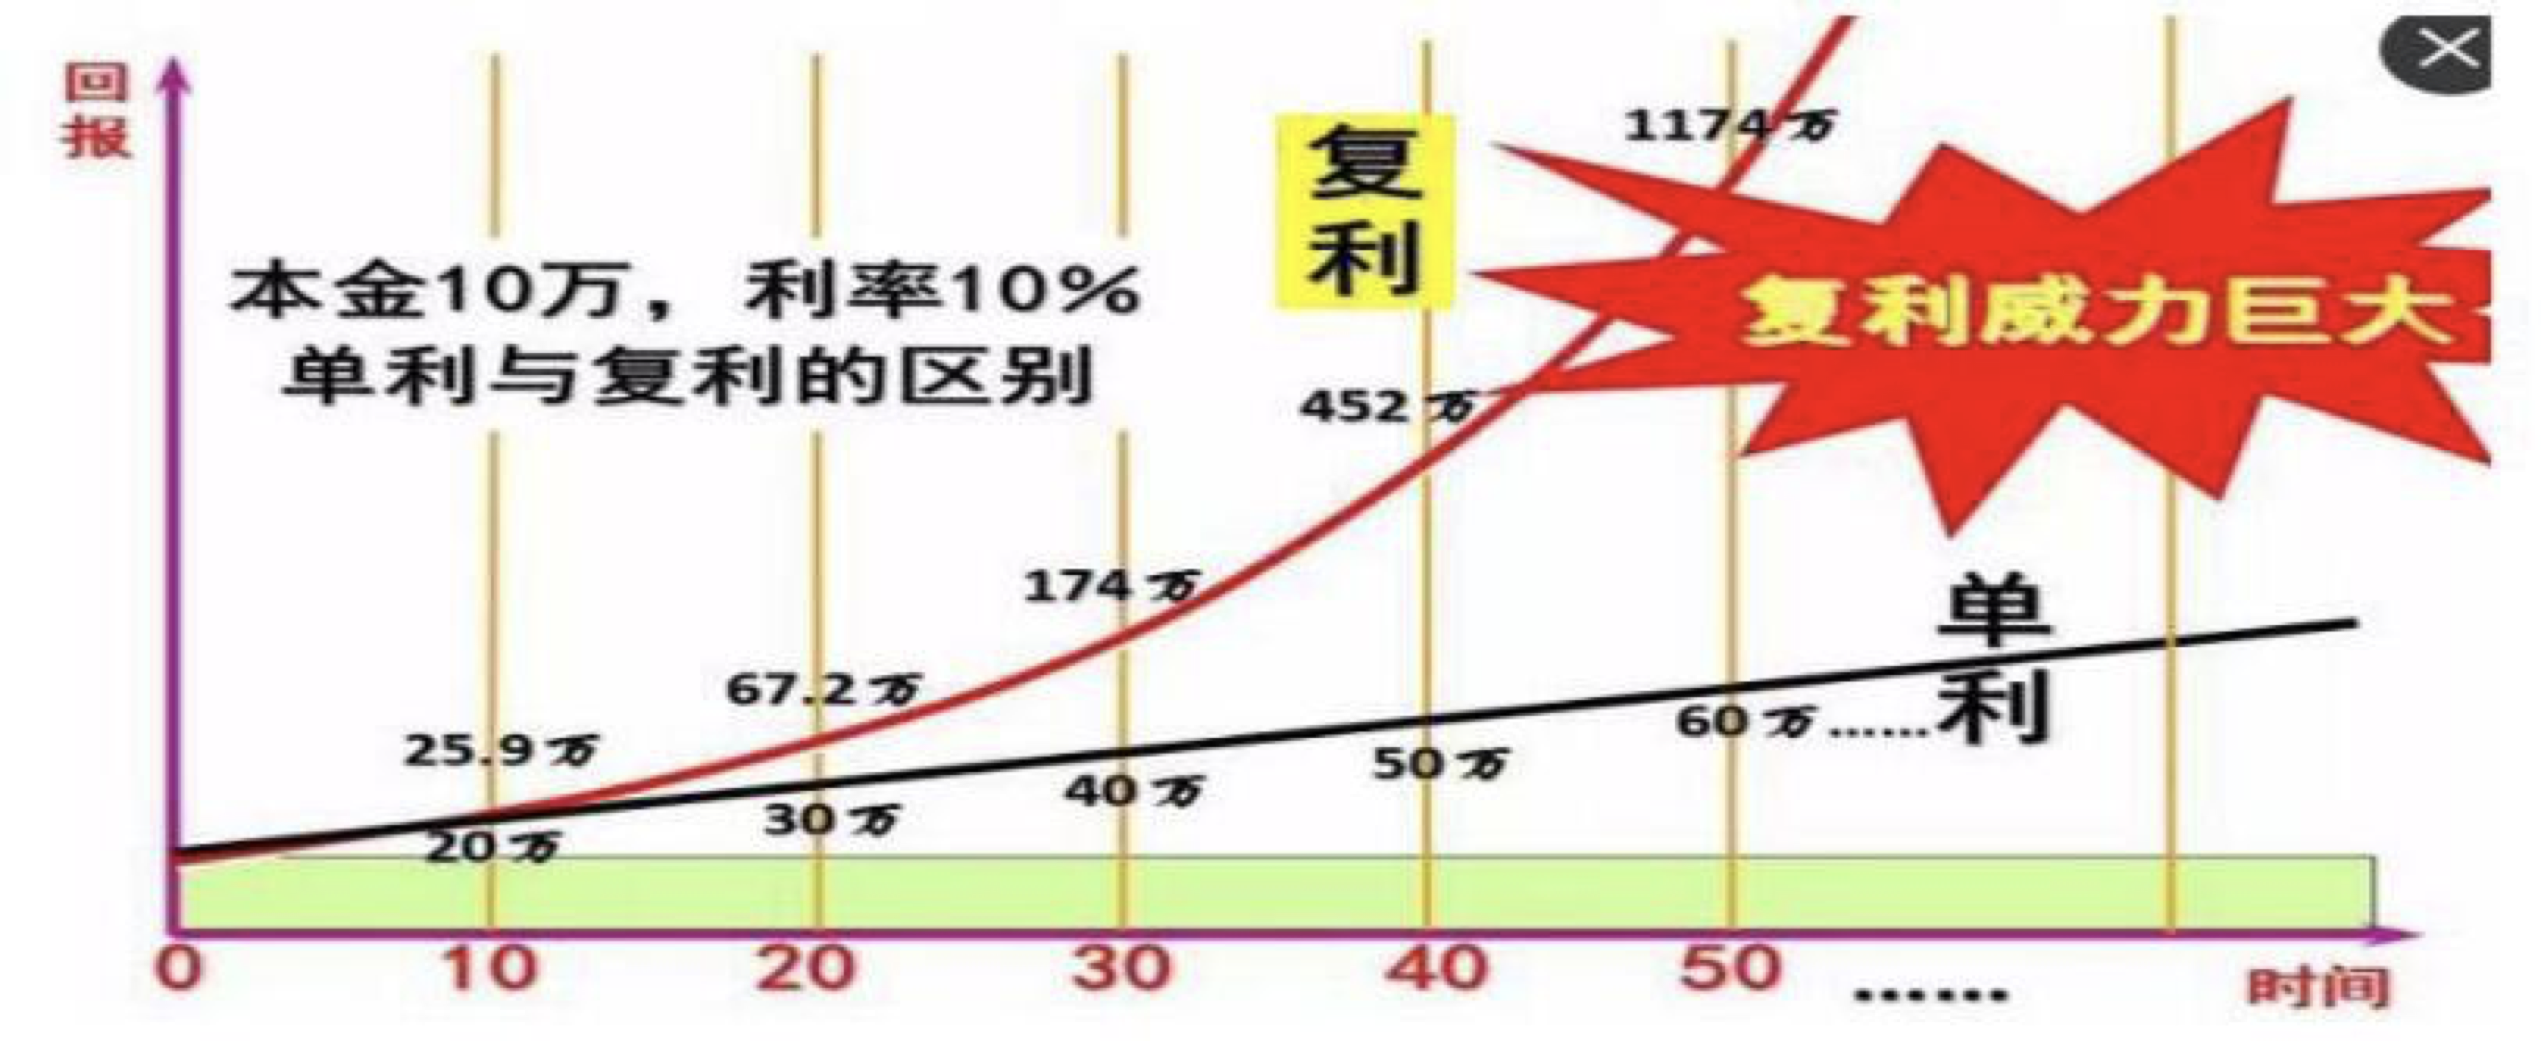 回报
本金10万，利率10%
单利与复利的区别
复利
1174万
复利威力巨大
452万
174万
67.2万
25.9万
20万
30万
40万
50万
60万……
单利
0 10 20 30 40 50 ……
时间